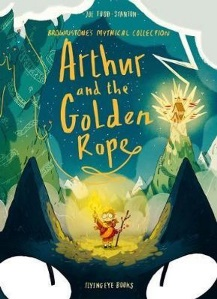 JOE TODD-STANTON
BROWNSTONE'S MYTHICAL COLLECTION
Arthur
and the
Golden
Rope
FLYING EYE BOOKS